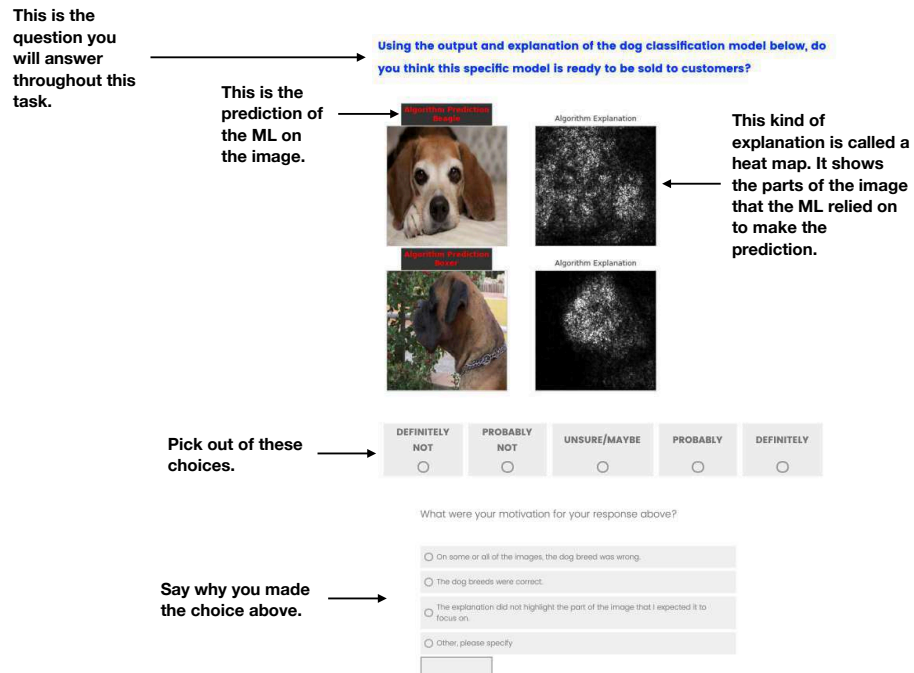 This is the
question you
will answer
throughout this
task.
Using the output and explanation of the dog classification model below, do
you think this specific model is ready to be sold to customers?
This is the
prediction of
the ML on
the image.
Algorithm Prediction
Beagle
Algorithm Explanation
This kind of
explanation is called a
heat map. It shows
the parts of the image
that the ML relied on
to make the
prediction.
Algorithm Prediction
Boxer
Algorithm Explanation
Pick out of these
choices.
DEFINITELY
NOT
PROBABLY
NOT
UNSURE/MAYBE
PROBABLY
DEFINITELY
What were your motivation for your response above?
Say why you made
the choice above.
On some or all of the images, the dog breed was wrong.
The dog breeds were correct.
The explanation did not highlight the part of the image that I expected it to
focus on.
Other, please specify